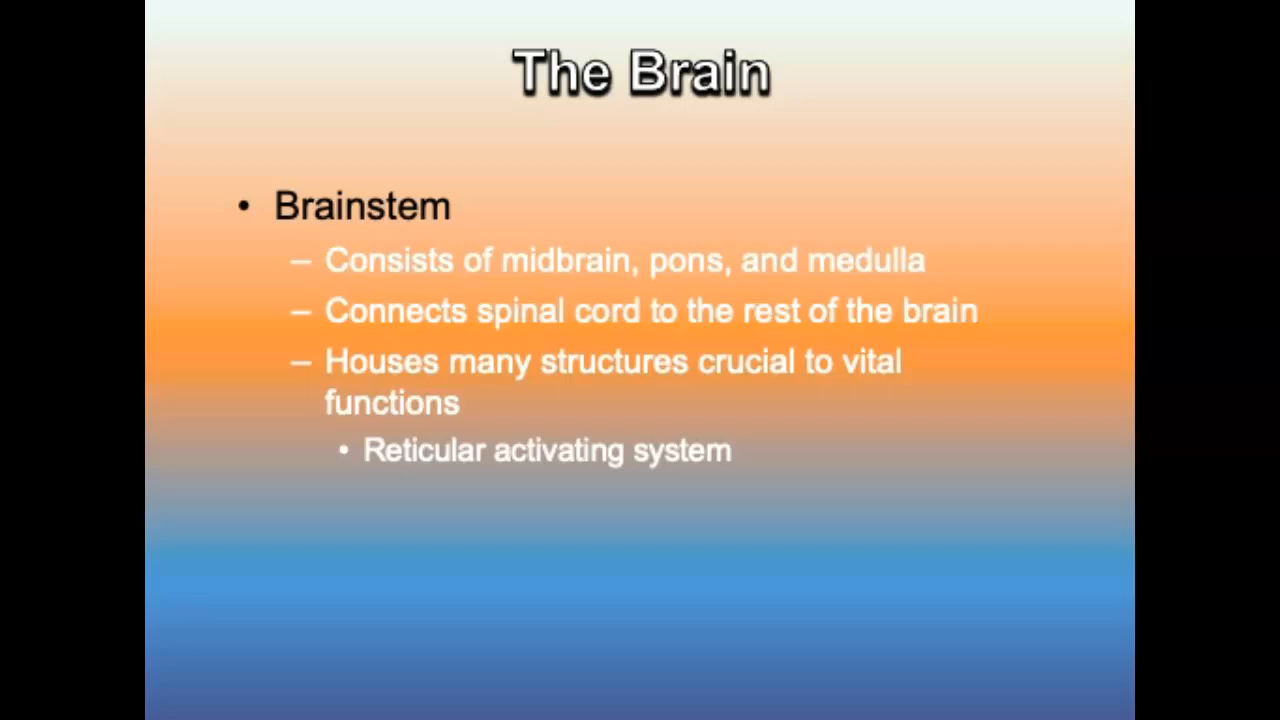 The Brain
• Brainstem
– Consists of midbrain, pons, and medulla
– Connects spinal cord to the rest of the brain
– Houses many structures crucial to vital
functions
• Reticular activating system